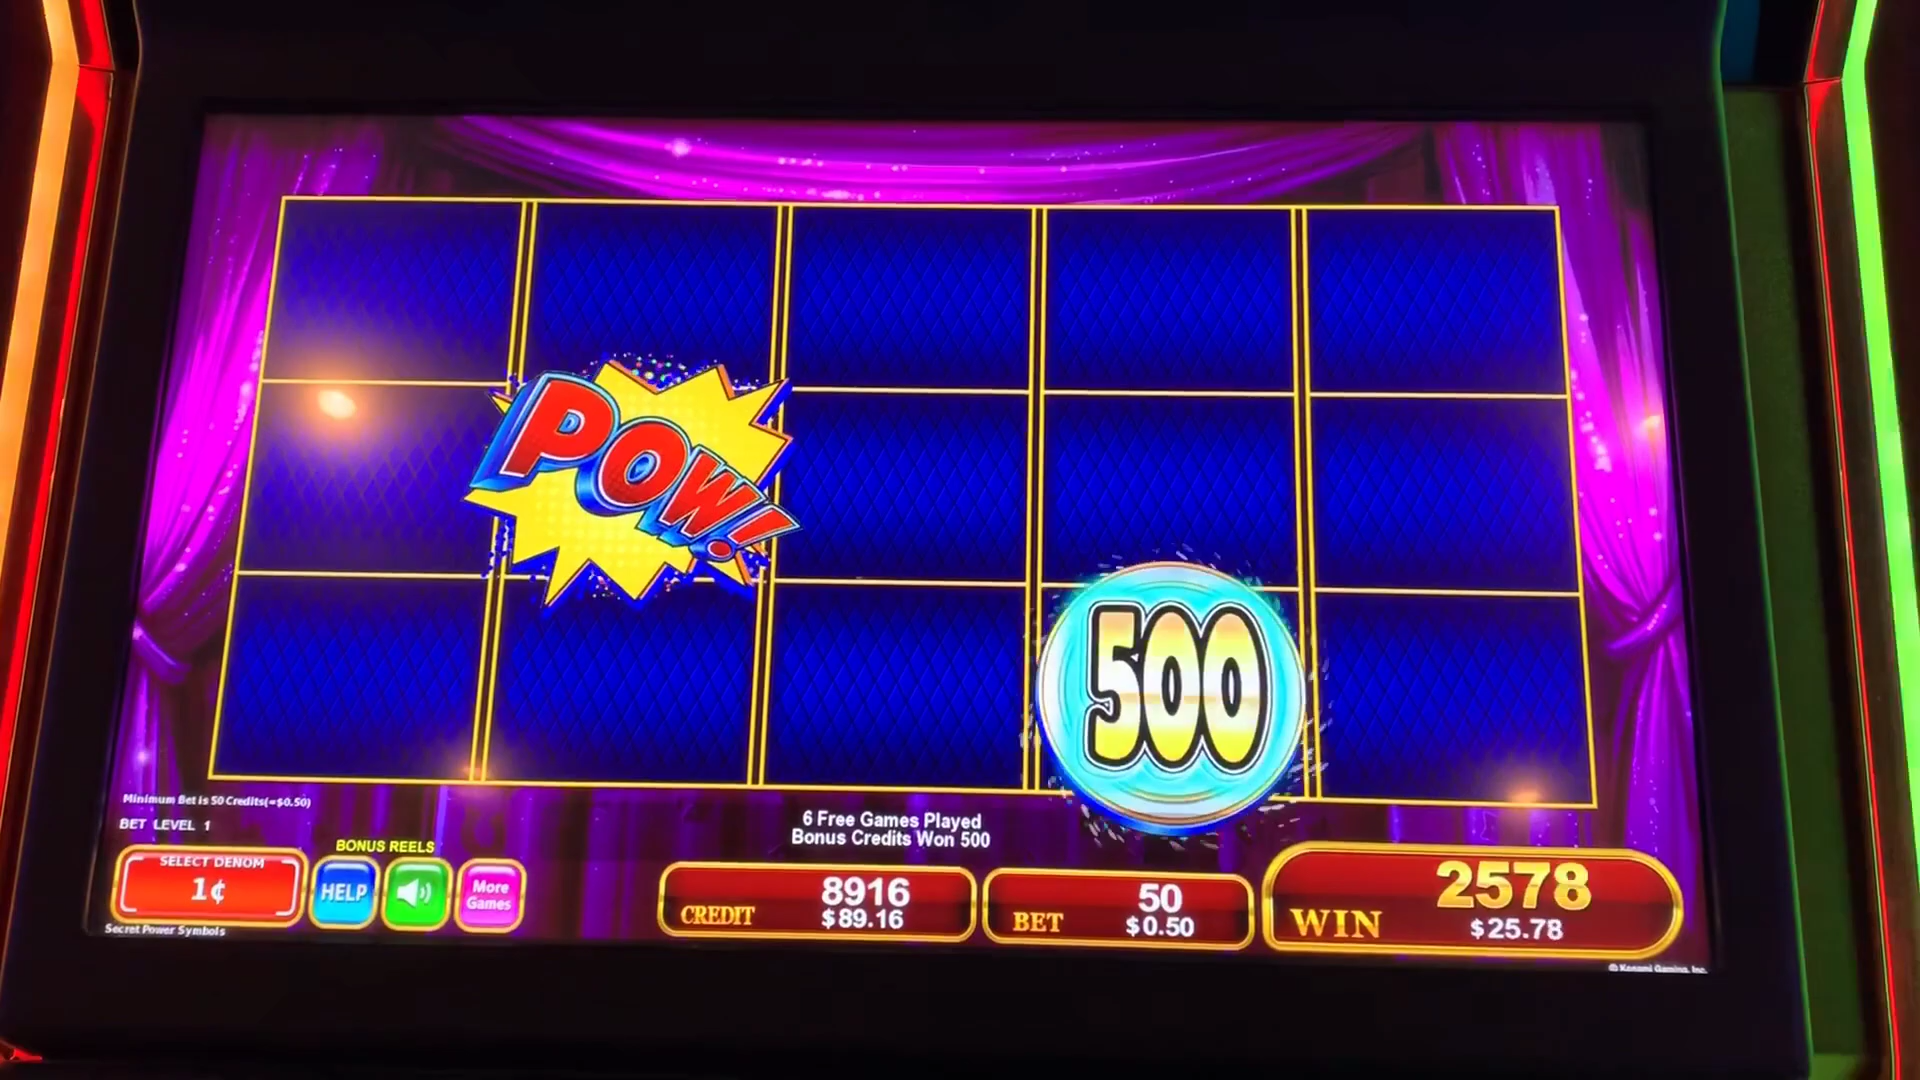 POW!
500
Minimum Bet is 50 Credits(=$0.50)
BET LEVEL 1
6 Free Games Played
Bonus Credits Won 500
BONUS REELS
SELECT DENOM
1¢
HELP
More
Games
CREDIT
8916
$89.16
BET
50
$0.50
WIN
2578
$25.78
Secret Power Symbols
© Konami Gaming, Inc.